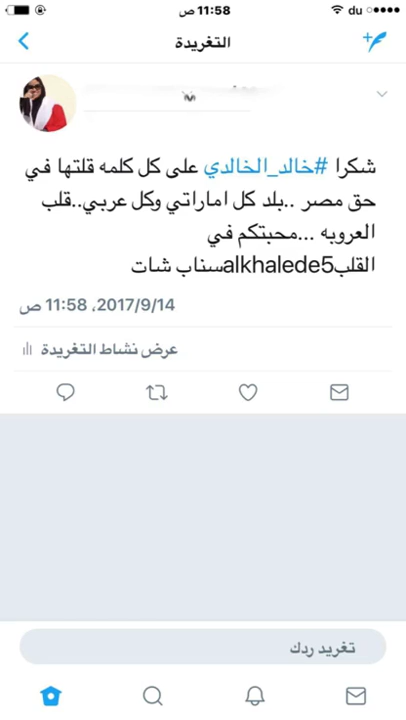 11:58 ص
du
التغريدة
شكرا #خالد_الخالدي على كل كلمه قلتها في
حق مصر ..بلد كل اماراتي وكل عربي..قلب
العروبه ...محبتكم في
القلبalkhalede5سناب شات
2017/9/14، 11:58 ص
عرض نشاط التغريدة
تغريد ردك